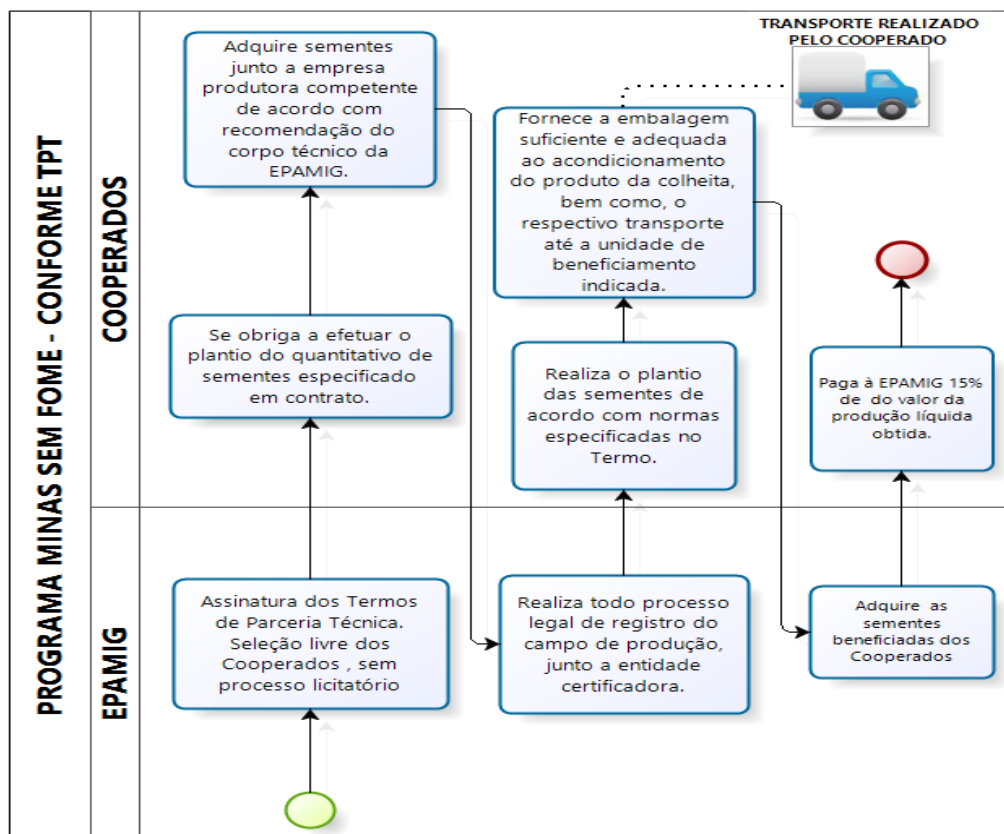 PROGRAMA MINAS SEM FOME - CONFORME TPT
COOPERADOS
EPAMIG
TRANSPORTE REALIZADO
PELO COOPERADO
Adquire sementes
junto a empresa
produtora competente
de acordo com
recomendação do
corpo técnico da
EPAMIG.
Se obriga a efetuar o
plantio do quantitativo de
sementes especificado
em contrato.
Assinatura dos Termos
de Parceria Técnica.
Seleção livre dos
Cooperados , sem
processo licitatório
Fornece a embalagem
suficiente e adequada
ao acondicionamento
do produto da colheita,
bem como, o
respectivo transporte
até a unidade de
beneficiamento
indicada.
Realiza o plantio
das sementes de
acordo com normas
especificadas no
Termo.
Realiza todo processo
legal de registro do
campo de produção,
junto a entidade
certificadora.
Paga à EPAMIG 15%
de do valor da
produção líquida
obtida.
Adquire as
sementes
beneficiadas dos
Cooperados